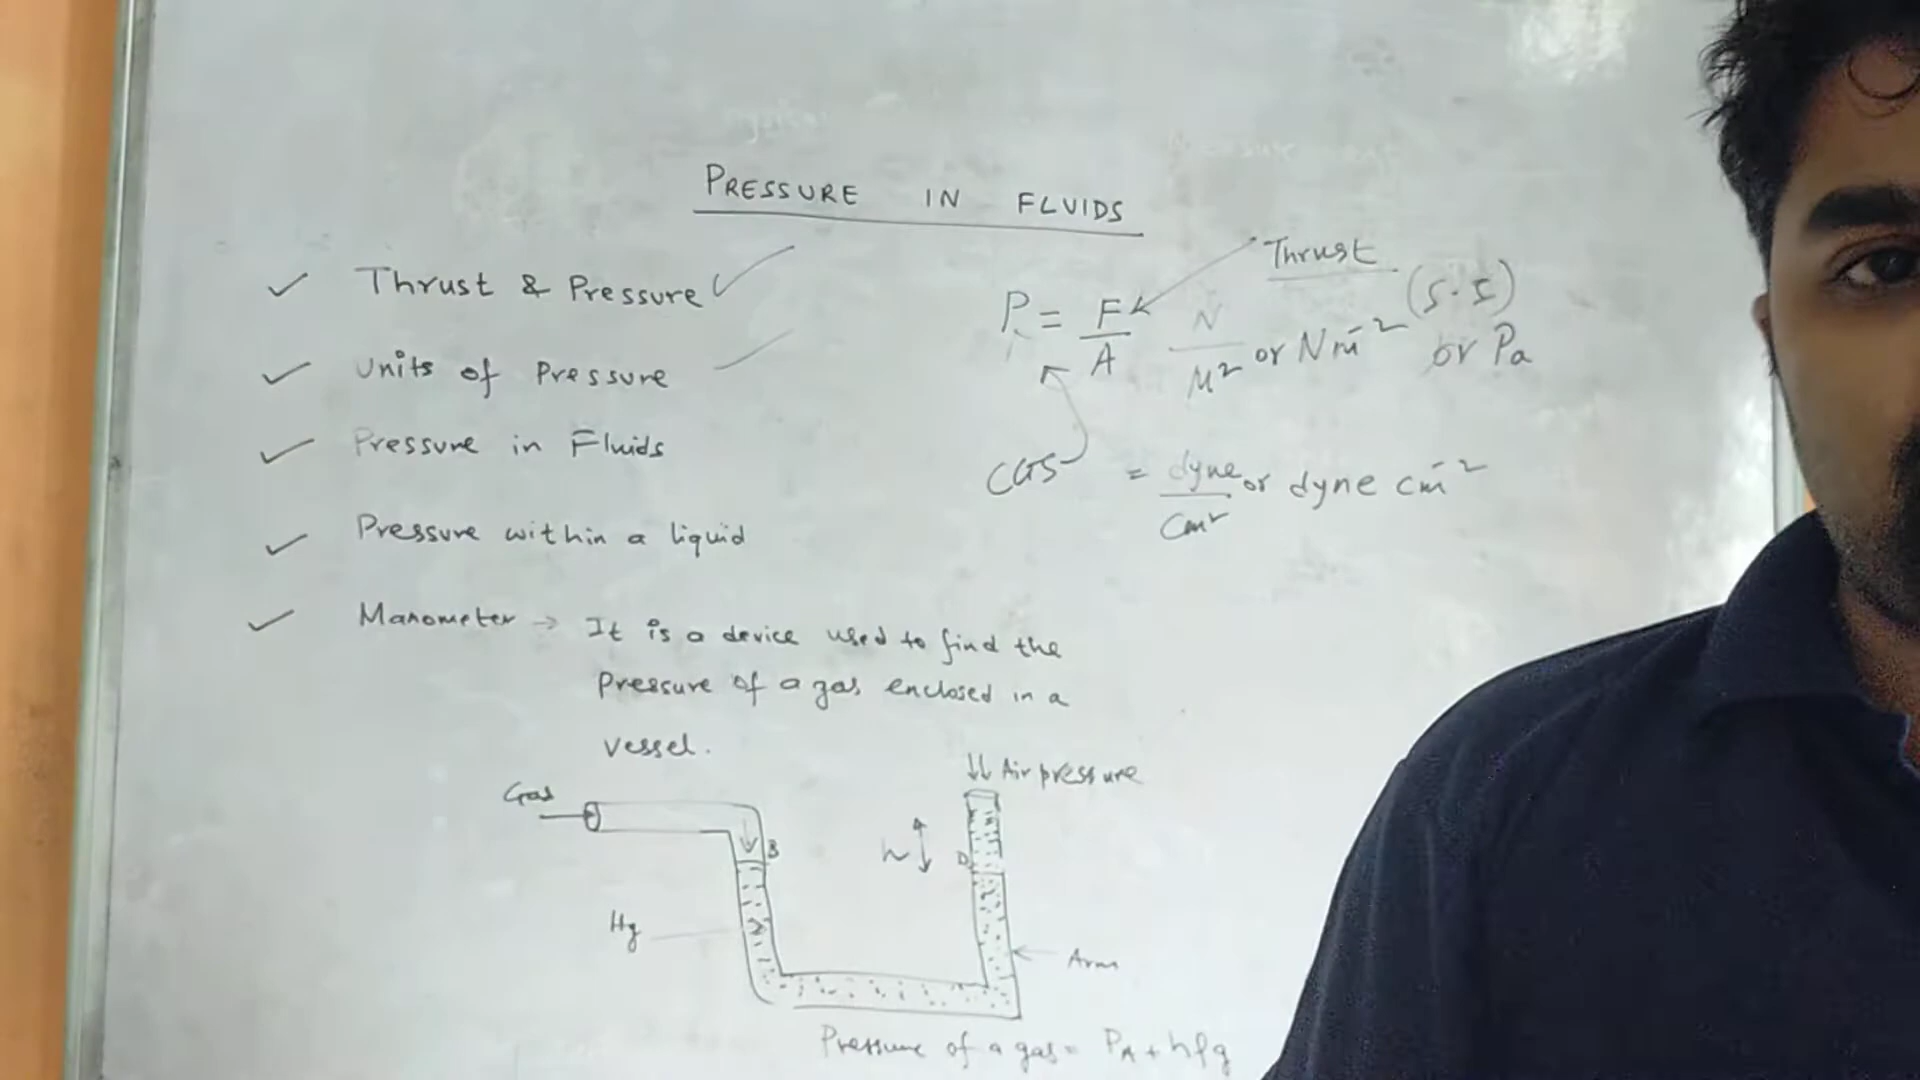 PRESSURE IN FLUIDS
✓ Thrust & Pressure ✓
✓ Units of Pressure
✓ Pressure in Fluids
✓ Pressure within a liquid
✓ Manometer → It is a device used to find the
Pressure of a gas enclosed in a
vessel.
Thrust
P = F/A N/M² or Nm⁻² (S.I) or Pa
CGS = dyne/cm² or dyne cm⁻²
Gas
Air pressure
B
h
D
Hg
Arm
Pressure of a gas = PA + hρg